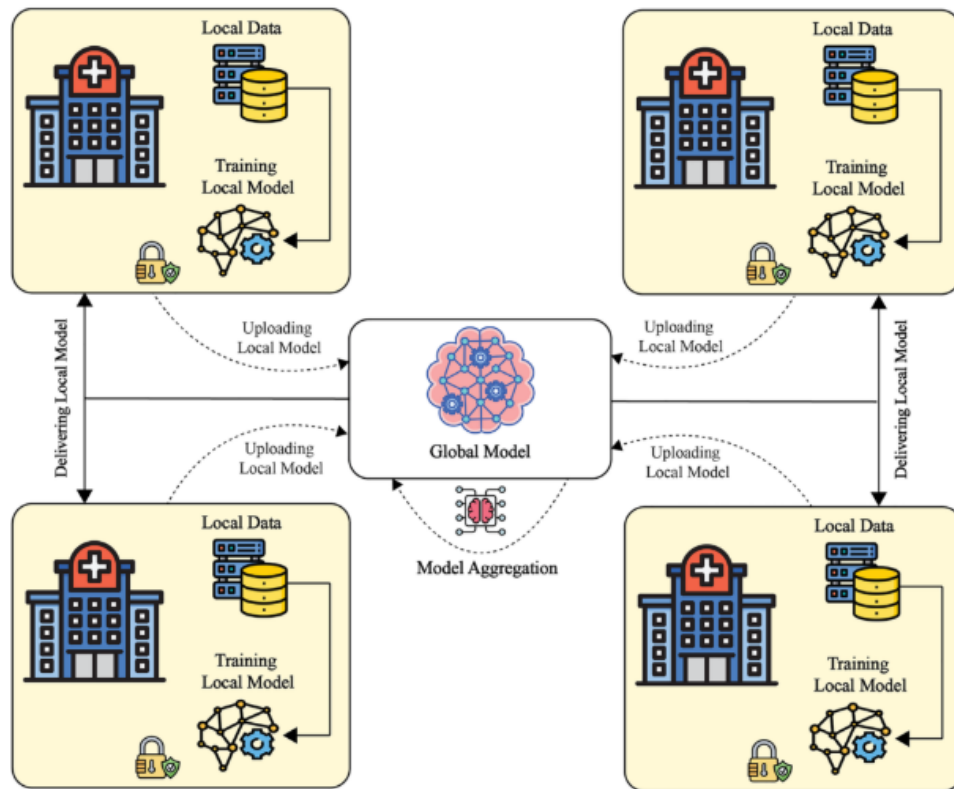 Local Data
Training
Local Model
Local Data
Training
Local Model
Uploading
Local Model
Uploading
Local Model
Delivering Local Model
Global Model
Delivering Local Model
Uploading
Local Model
Uploading
Local Model
Model Aggregation
Local Data
Training
Local Model
Local Data
Training
Local Model